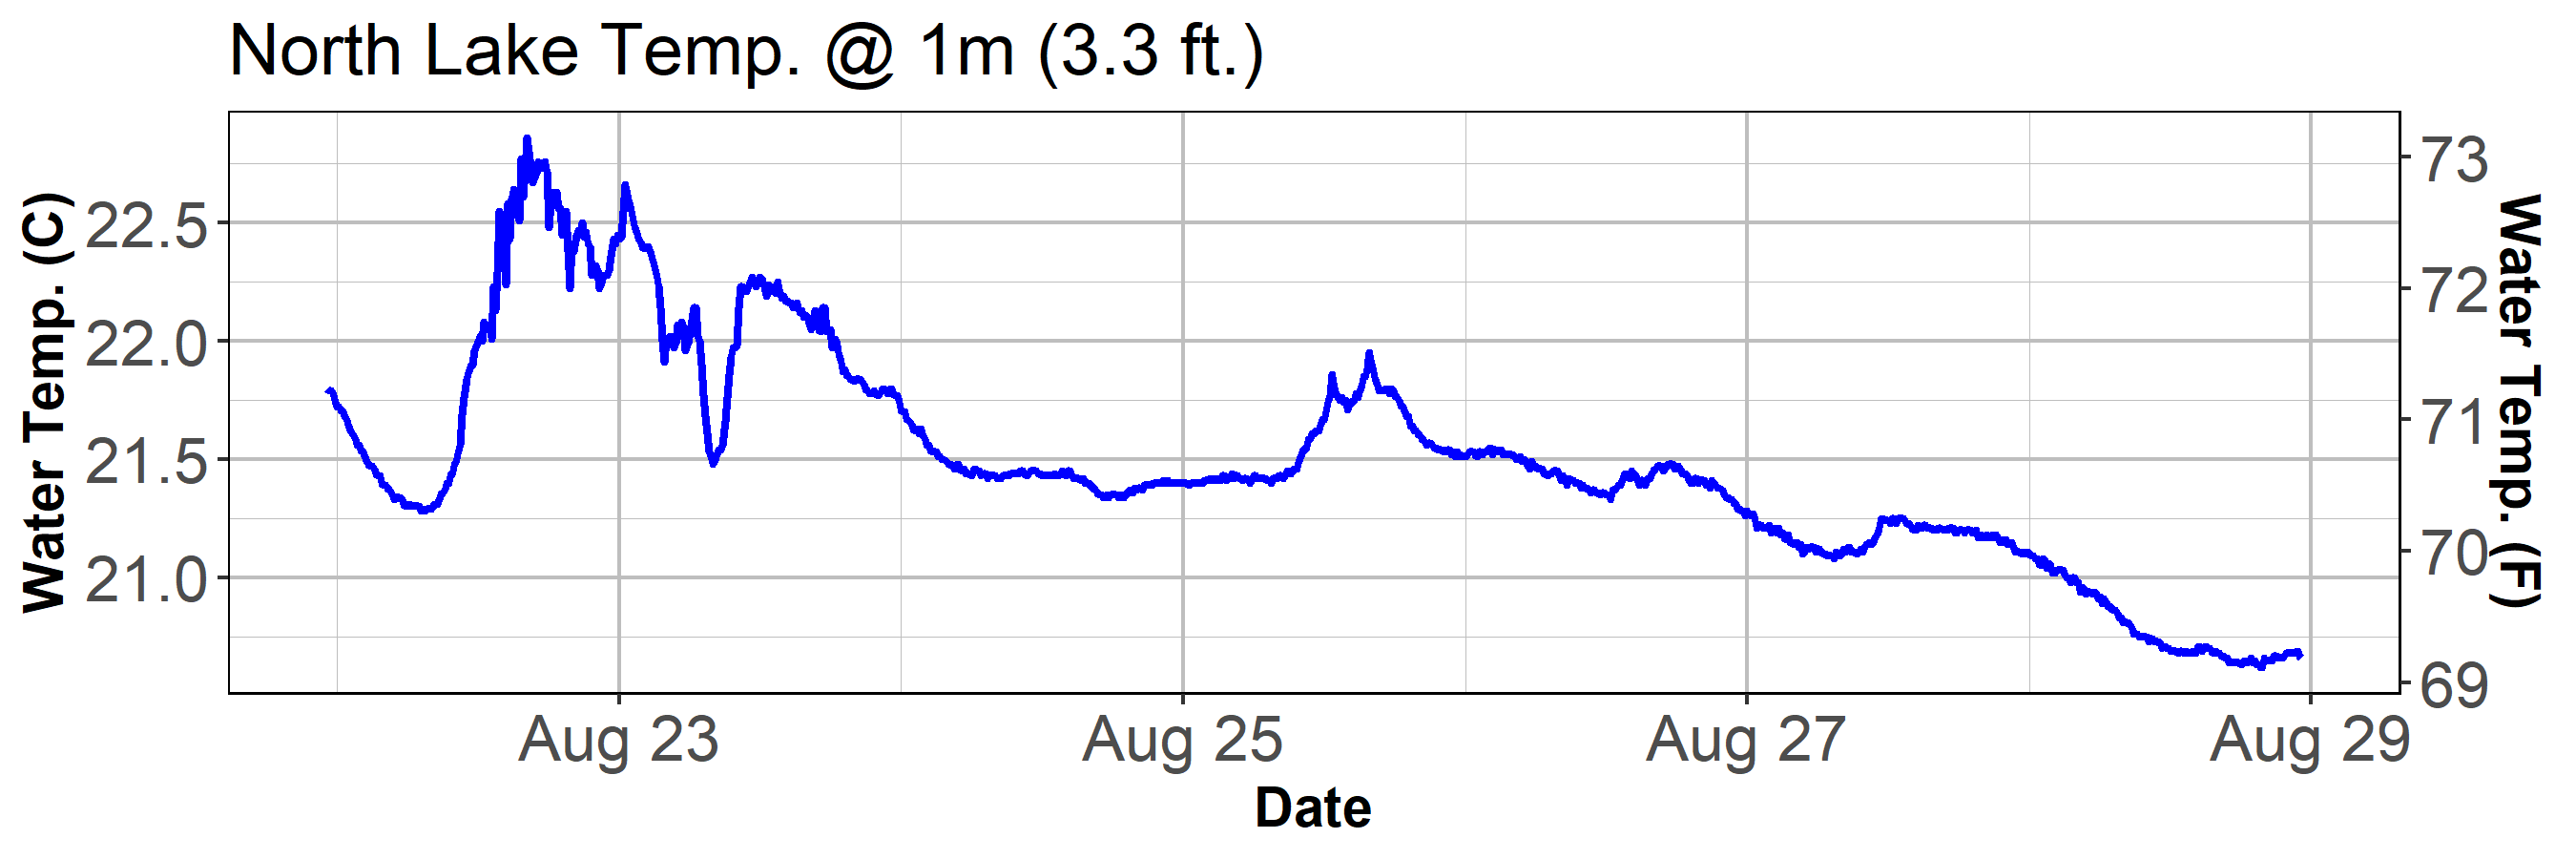 North Lake Temp. @ 1m (3.3 ft.)
Water Temp. (C)
22.5
22.0
21.5
21.0
73
72
71
70
69
Water Temp. (F)
Aug 23
Aug 25
Aug 27
Aug 29
Date